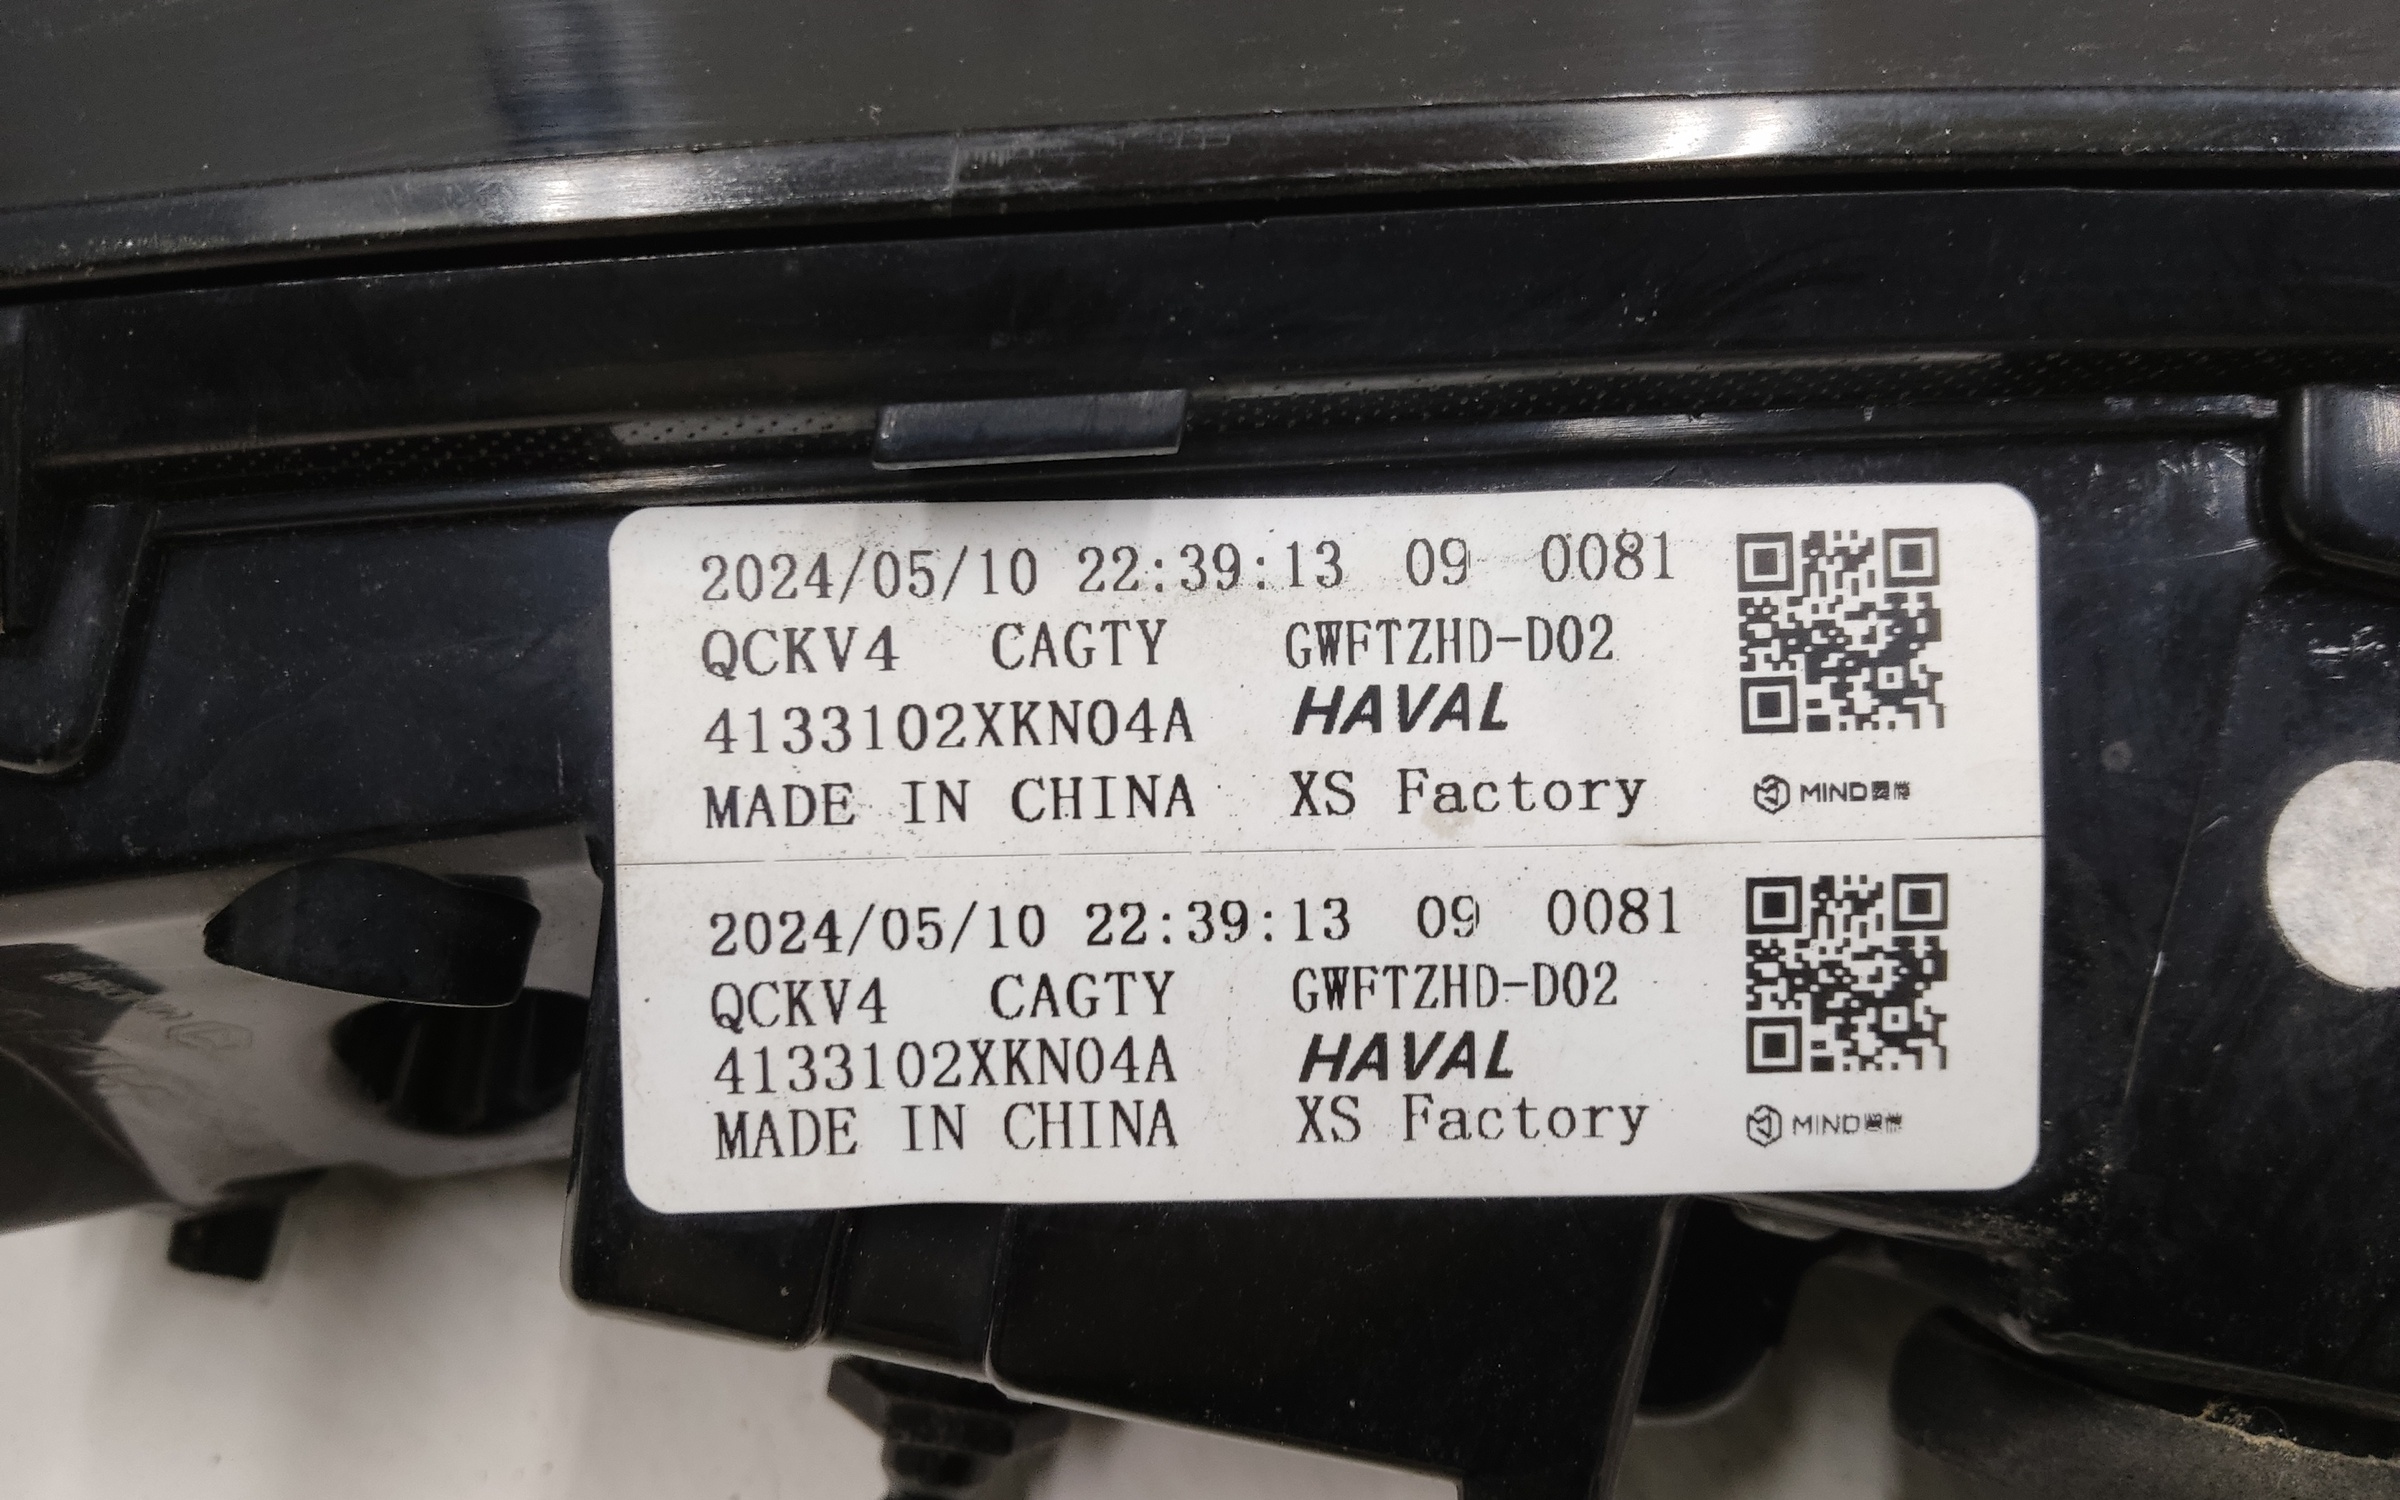 2024/05/10 22:39:13 09 0081
QCKV4 CAGTY GWFTZHD-D02
4133102XKN04A HAVAL
MADE IN CHINA XS Factory
MIND
2024/05/10 22:39:13 09 0081
QCKV4 CAGTY GWFTZHD-D02
4133102XKN04A HAVAL
MADE IN CHINA XS Factory
MIND